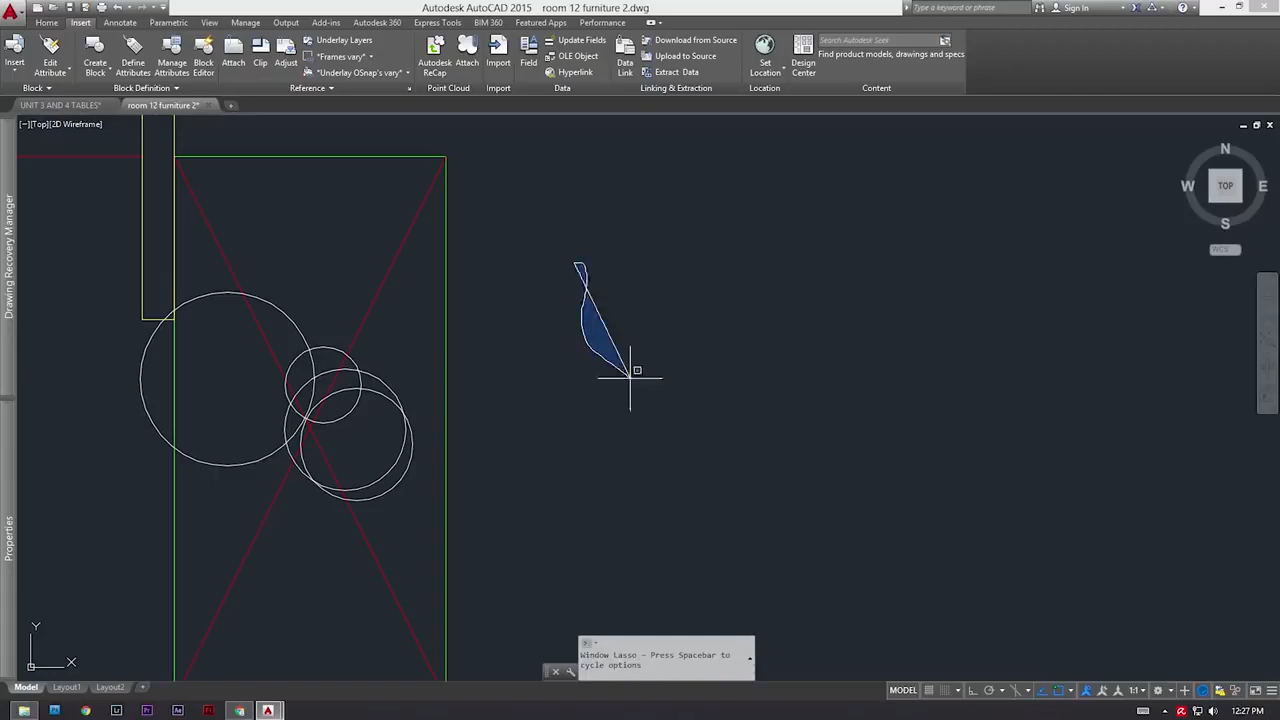 Autodesk AutoCAD 2015 room 12 furniture 2.dwg
Type a keyword or phrase
Sign In
Home Insert Annotate Parametric View Manage Output Add-ins Autodesk 360 Express Tools BIM 360 Featured Apps Performance
Insert
Edit Attribute
Create Block
Define Attributes
Manage Attributes
Block Editor
Attach
Clip
Adjust
Underlay Layers
*Frames vary*
*Underlay OSnaps vary*
Autodesk ReCap
Attach
Import
Field
Update Fields
OLE Object
Hyperlink
Data Link
Download from Source
Upload to Source
Extract Data
Set Location
Design Center
Search Autodesk Seek
Find product models, drawings and specs
Block Block Definition Reference Point Cloud Import Data Linking & Extraction Location Content
UNIT 3 AND 4 TABLES* room 12 furniture 2*
[−][Top][2D Wireframe]
Drawing Recovery Manager
Properties
N
W TOP E
S
WCS
Y
X
Window Lasso - Press Spacebar to
cycle options
Model Layout1 Layout2
MODEL 1:1
12:27 PM